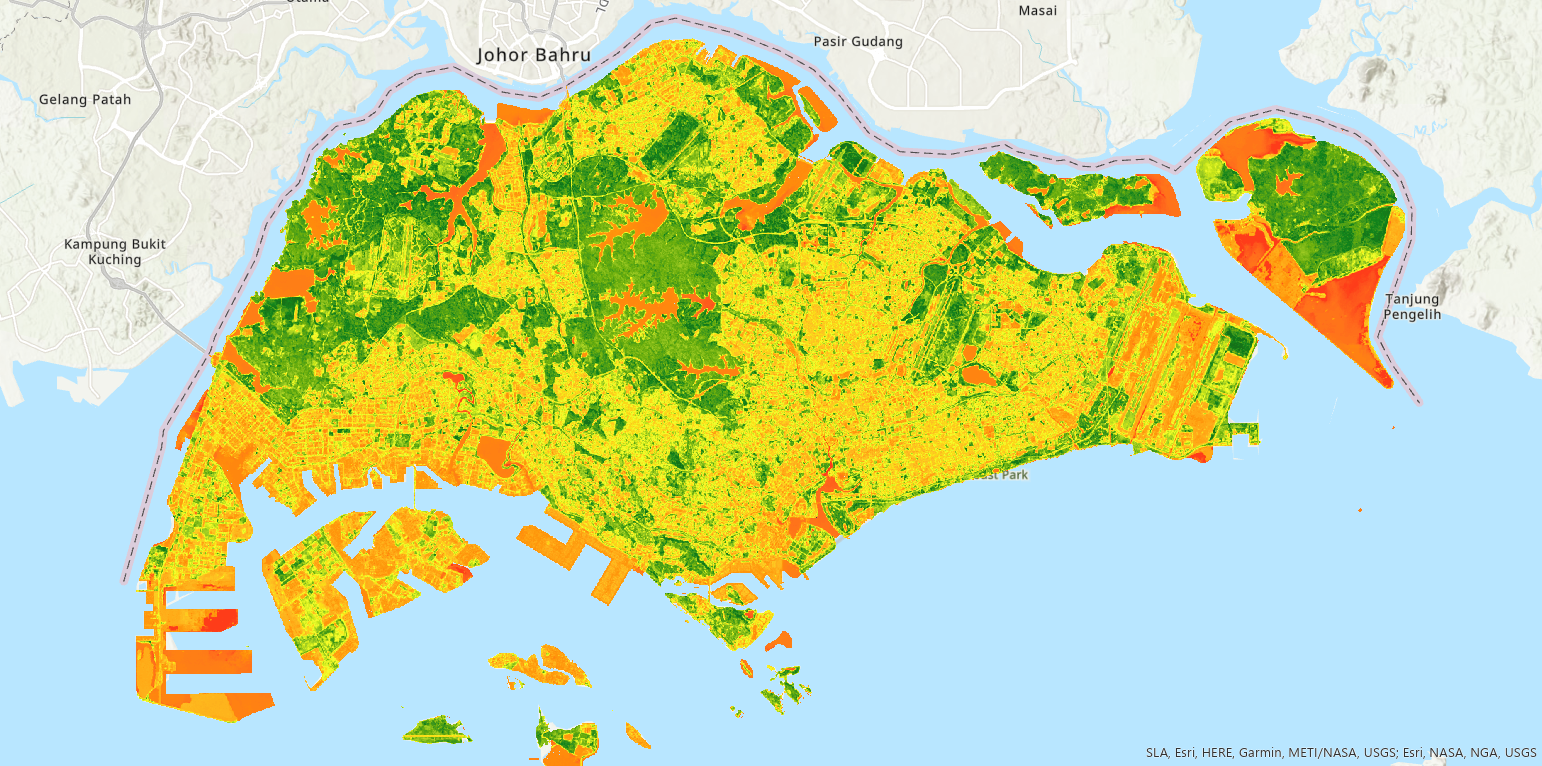 Masai
Pasir Gudang
Johor Bahru
Gelang Patah
Kampung Bukit
Kuching
Tanjung
Pengelih
Park
SLA, Esri, HERE, Garmin, METI/NASA, USGS; Esri, NASA, NGA, USGS